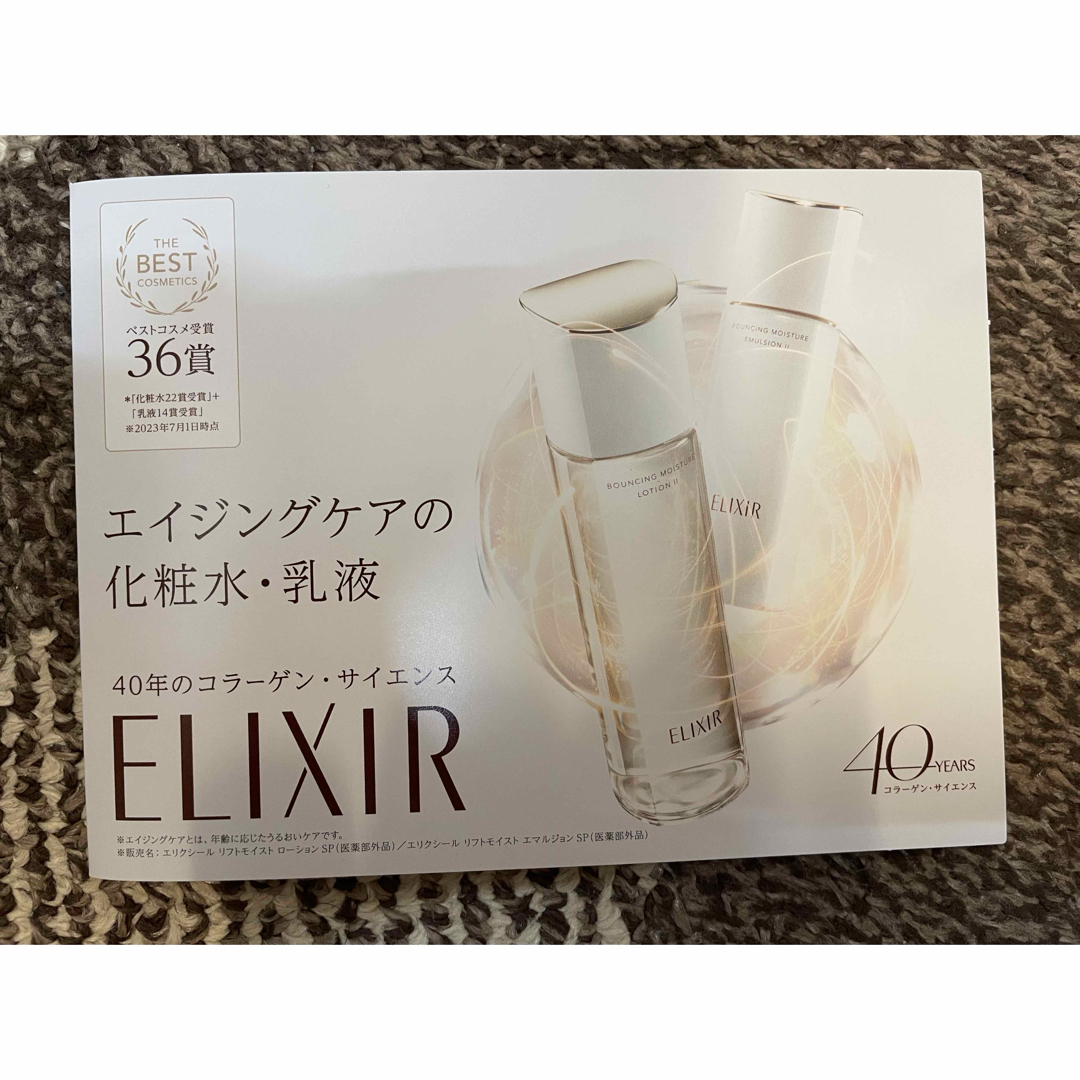 THE
BEST
COSMETICS
ベストコスメ受賞
36賞
*「化粧水22賞受賞」+
「乳液14賞受賞」
※2023年7月1日時点
エイジングケアの
化粧水・乳液
40年のコラーゲン・サイエンス
ELIXIR
※エイジングケアとは、年齢に応じたうるおいケアです。
※販売名：エリクシール リフトモイスト ローション SP（医薬部外品）／エリクシール リフトモイスト エマルジョン SP（医薬部外品）
BOUNCING MOISTURE
LOTION II
ELIXIR
BOUNCING MOISTURE
EMULSION II
ELIXIR
40 YEARS
コラーゲン・サイエンス